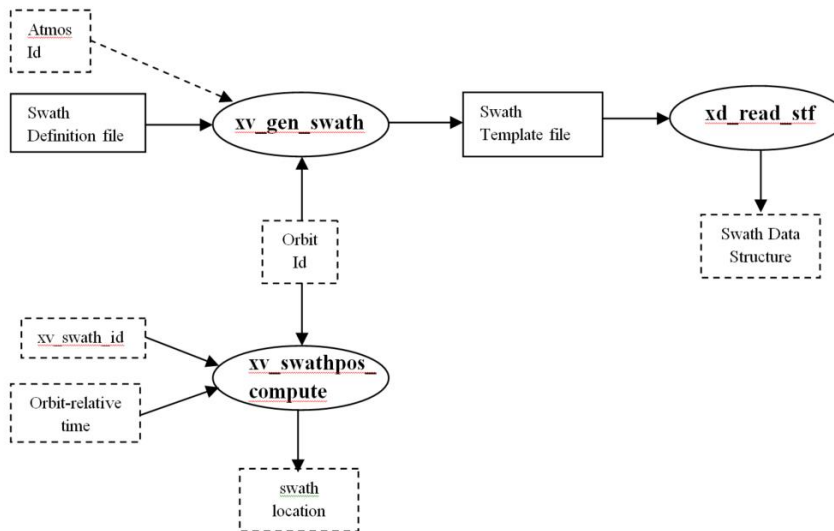 Atmos
Id
Swath
Definition file
xv_gen_swath
Swath
Template file
xd_read_stf
Swath Data
Structure
Orbit
Id
xv_swath_id
Orbit-relative
time
xv_swathpos_
compute
swath
location